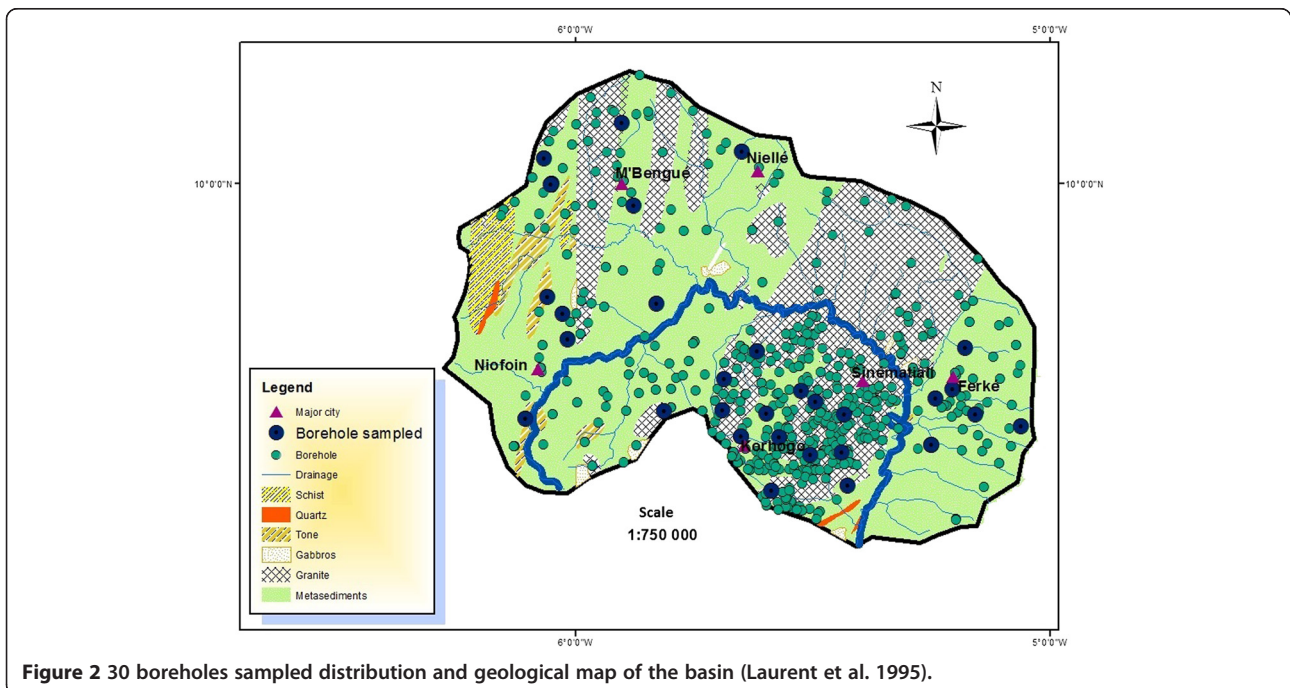 6°0'0"W 5°0'0"W
N
10°0'0"N 10°0'0"N
M'Bengué
Niellé
Niofoin
Sinématiali
Ferké
Korhogo
Scale
1:750 000
Legend
Major city
Borehole sampled
Borehole
Drainage
Schist
Quartz
Tone
Gabbros
Granite
Metasediments
6°0'0"W 5°0'0"W
Figure 2 30 boreholes sampled distribution and geological map of the basin (Laurent et al. 1995).